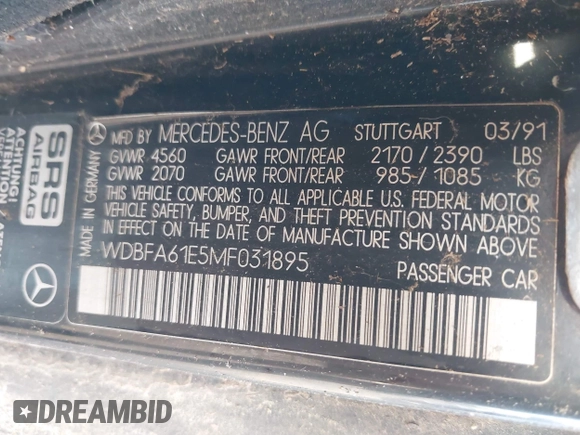 MFD BY MERCEDES-BENZ AG STUTTGART 03/91
GVWR 4560 GAWR FRONT/REAR 2170 / 2390 LBS
GVWR 2070 GAWR FRONT/REAR 985 / 1085 KG
THIS VEHICLE CONFORMS TO ALL APPLICABLE U.S. FEDERAL MOTOR
VEHICLE SAFETY, BUMPER, AND THEFT PREVENTION STANDARDS
IN EFFECT ON THE DATE OF MANUFACTURE SHOWN ABOVE
WDBFA61E5MF031895 PASSENGER CAR
MADE IN GERMANY
SRS
AIRBAG
ACHTUNG
ATTENTION
DREAMBID